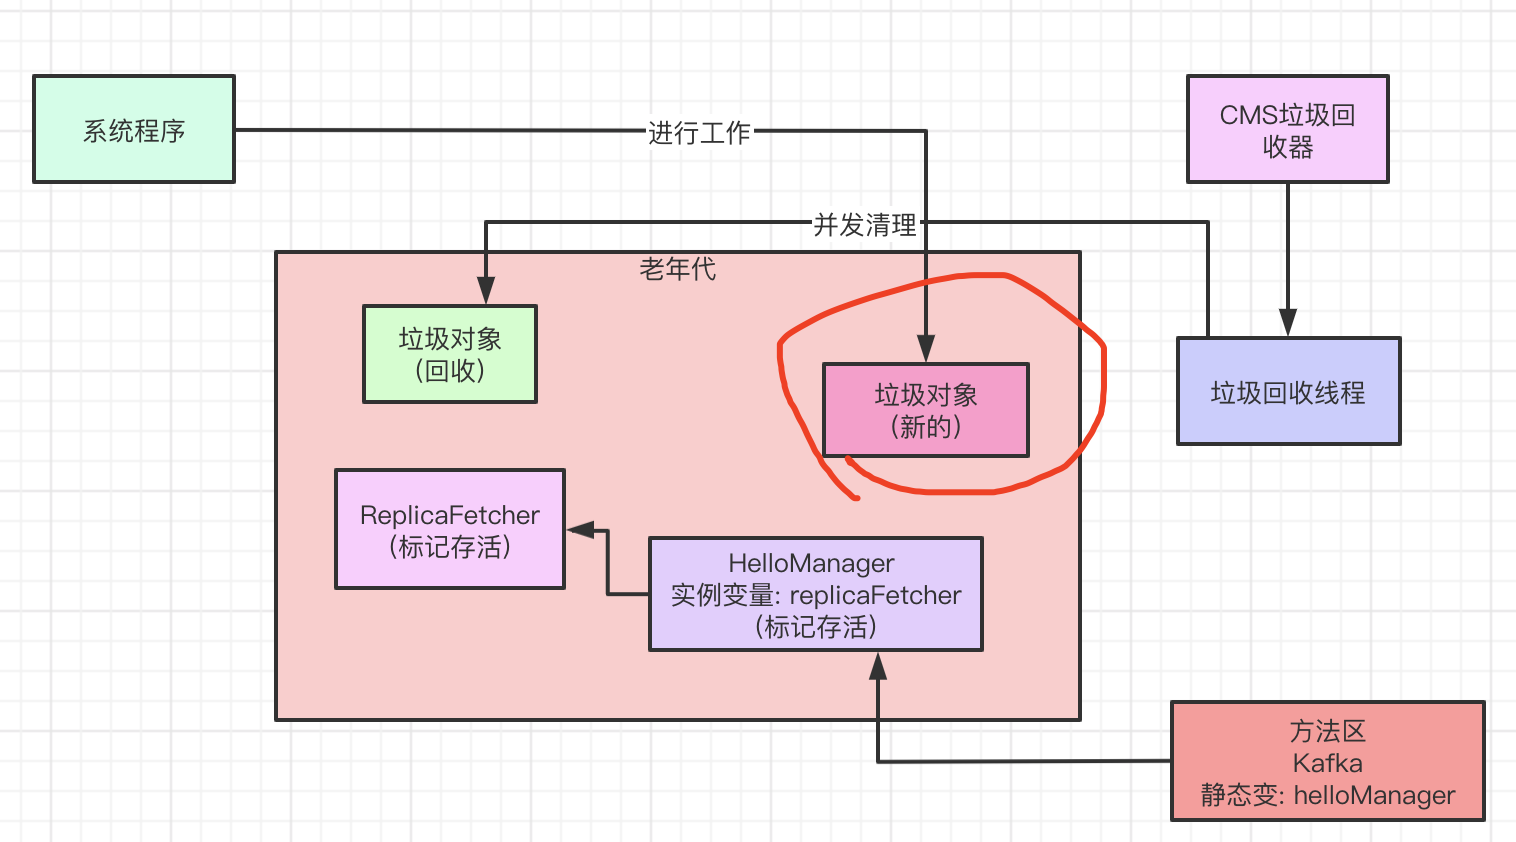 系统程序
进行工作
CMS垃圾回
收器
并发清理
老年代
垃圾对象
（回收）
垃圾对象
（新的）
垃圾回收线程
ReplicaFetcher
（标记存活）
HelloManager
实例变量: replicaFetcher
（标记存活）
方法区
Kafka
静态变: helloManager